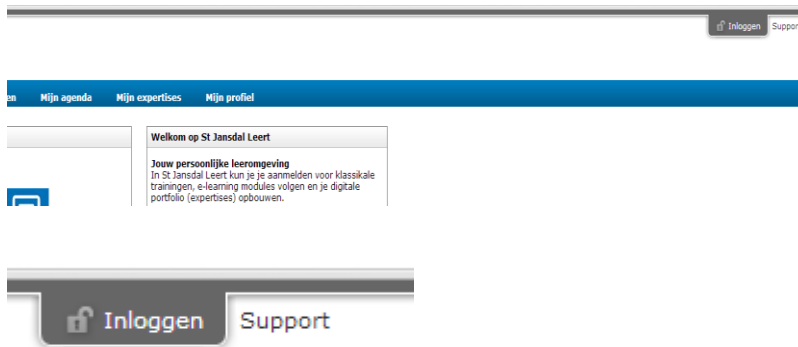 Inloggen Suppor
en Mijn agenda Mijn expertises Mijn profiel
Welkom op St Jansdal Leert
Jouw persoonlijke leeromgeving
In St Jansdal Leert kun je je aanmelden voor klassikale
trainingen, e-learning modules volgen en je digitale
portfolio (expertises) opbouwen.
Inloggen Support